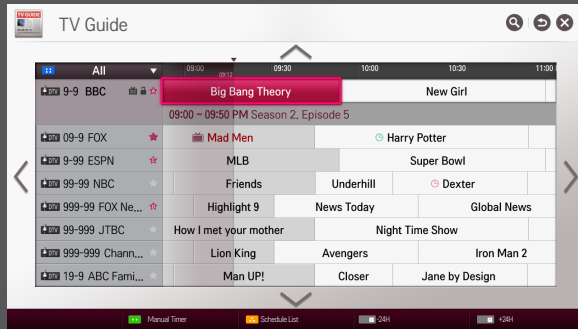 TV GUIDE
TV Guide
All
09:00
09:12
09:30
10:00
10:30
11:00
DTV 9-9 BBC
Big Bang Theory
New Girl
09:00 ~ 09:50 PM Season 2, Episode 5
DTV 09-9 FOX
Mad Men
Harry Potter
DTV 9-99 ESPN
MLB
Super Bowl
DTV 99-99 NBC
Friends
Underhill
Dexter
DTV 999-99 FOX Ne...
Highlight 9
News Today
Global News
DTV 99-999 JTBC
How I met your mother
Night Time Show
DTV 999-999 Chann...
Lion King
Avengers
Iron Man 2
DTV 19-9 ABC Fami...
Man UP!
Closer
Jane by Design
Manual Timer
Schedule List
-24H
+24H